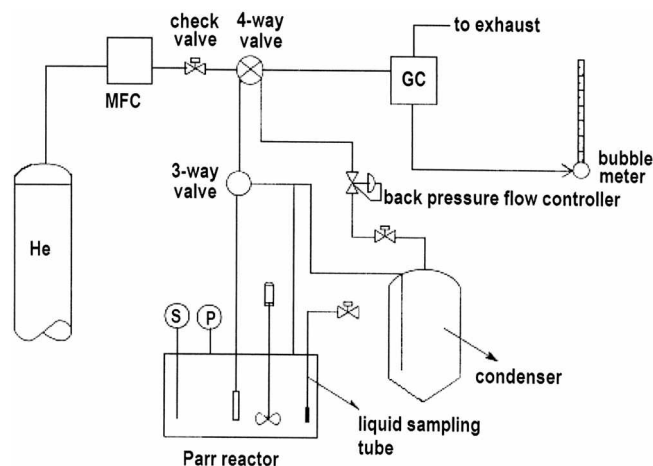 check
valve
4-way
valve
to exhaust
GC
MFC
bubble
meter
3-way
valve
back pressure flow controller
He
S
P
condenser
liquid sampling
tube
Parr reactor